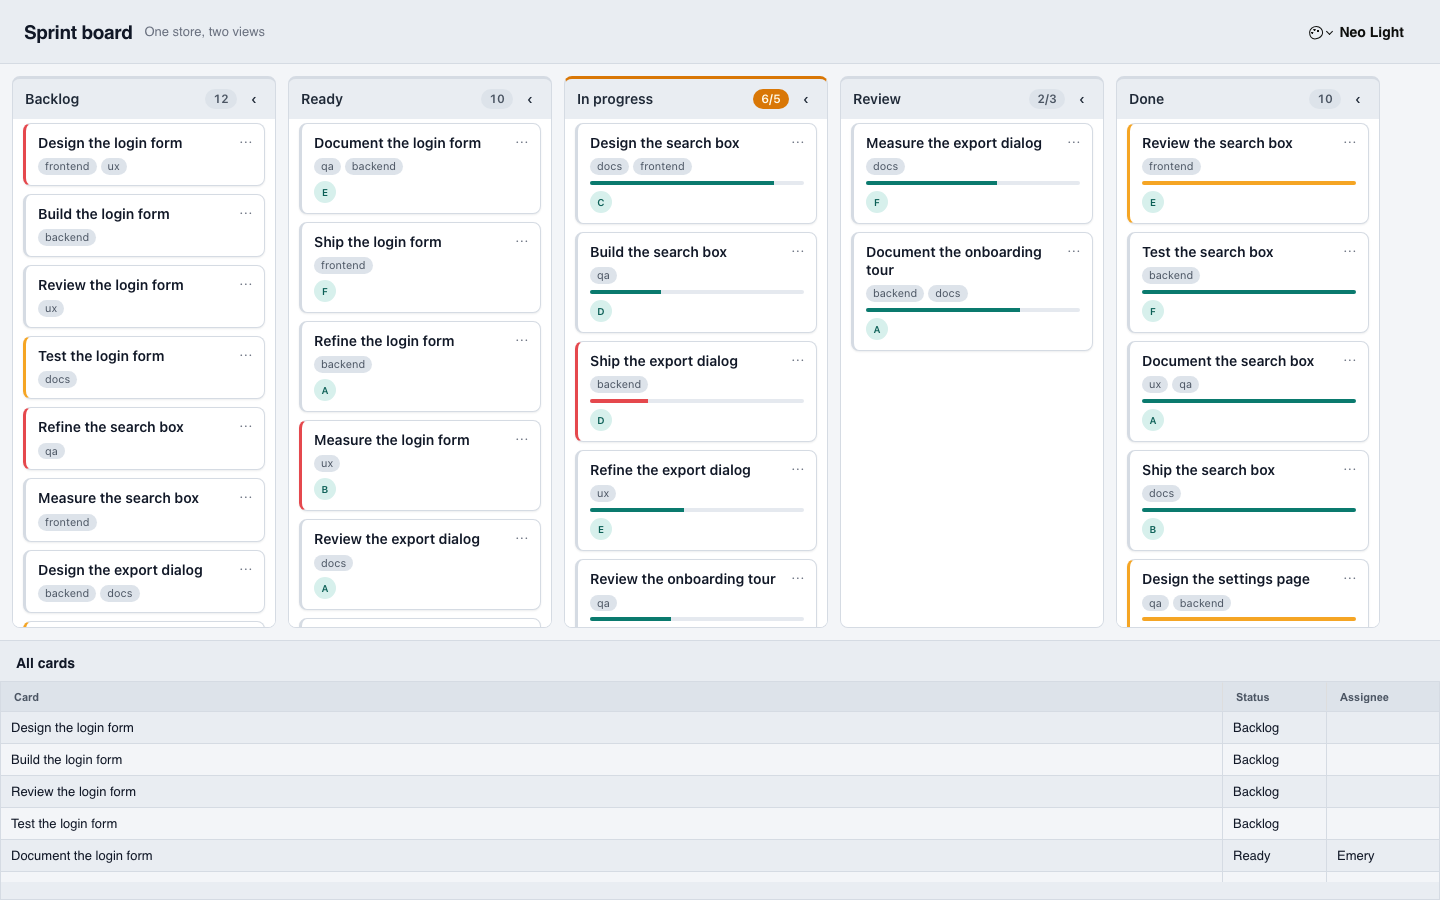 Sprint board One store, two views
Neo Light
Backlog 12
Design the login form
frontend ux
Build the login form
backend
Review the login form
ux
Test the login form
docs
Refine the search box
qa
Measure the search box
frontend
Design the export dialog
backend docs
Ready 10
Document the login form
qa backend
E
Ship the login form
frontend
F
Refine the login form
backend
A
Measure the login form
ux
B
Review the export dialog
docs
A
In progress 6/5
Design the search box
docs frontend
C
Build the search box
qa
D
Ship the export dialog
backend
D
Refine the export dialog
ux
E
Review the onboarding tour
qa
Review 2/3
Measure the export dialog
docs
F
Document the onboarding
tour
backend docs
A
Done 10
Review the search box
frontend
E
Test the search box
backend
F
Document the search box
ux qa
A
Ship the search box
docs
B
Design the settings page
qa backend
All cards
Card Status Assignee
Design the login form Backlog
Build the login form Backlog
Review the login form Backlog
Test the login form Backlog
Document the login form Ready Emery